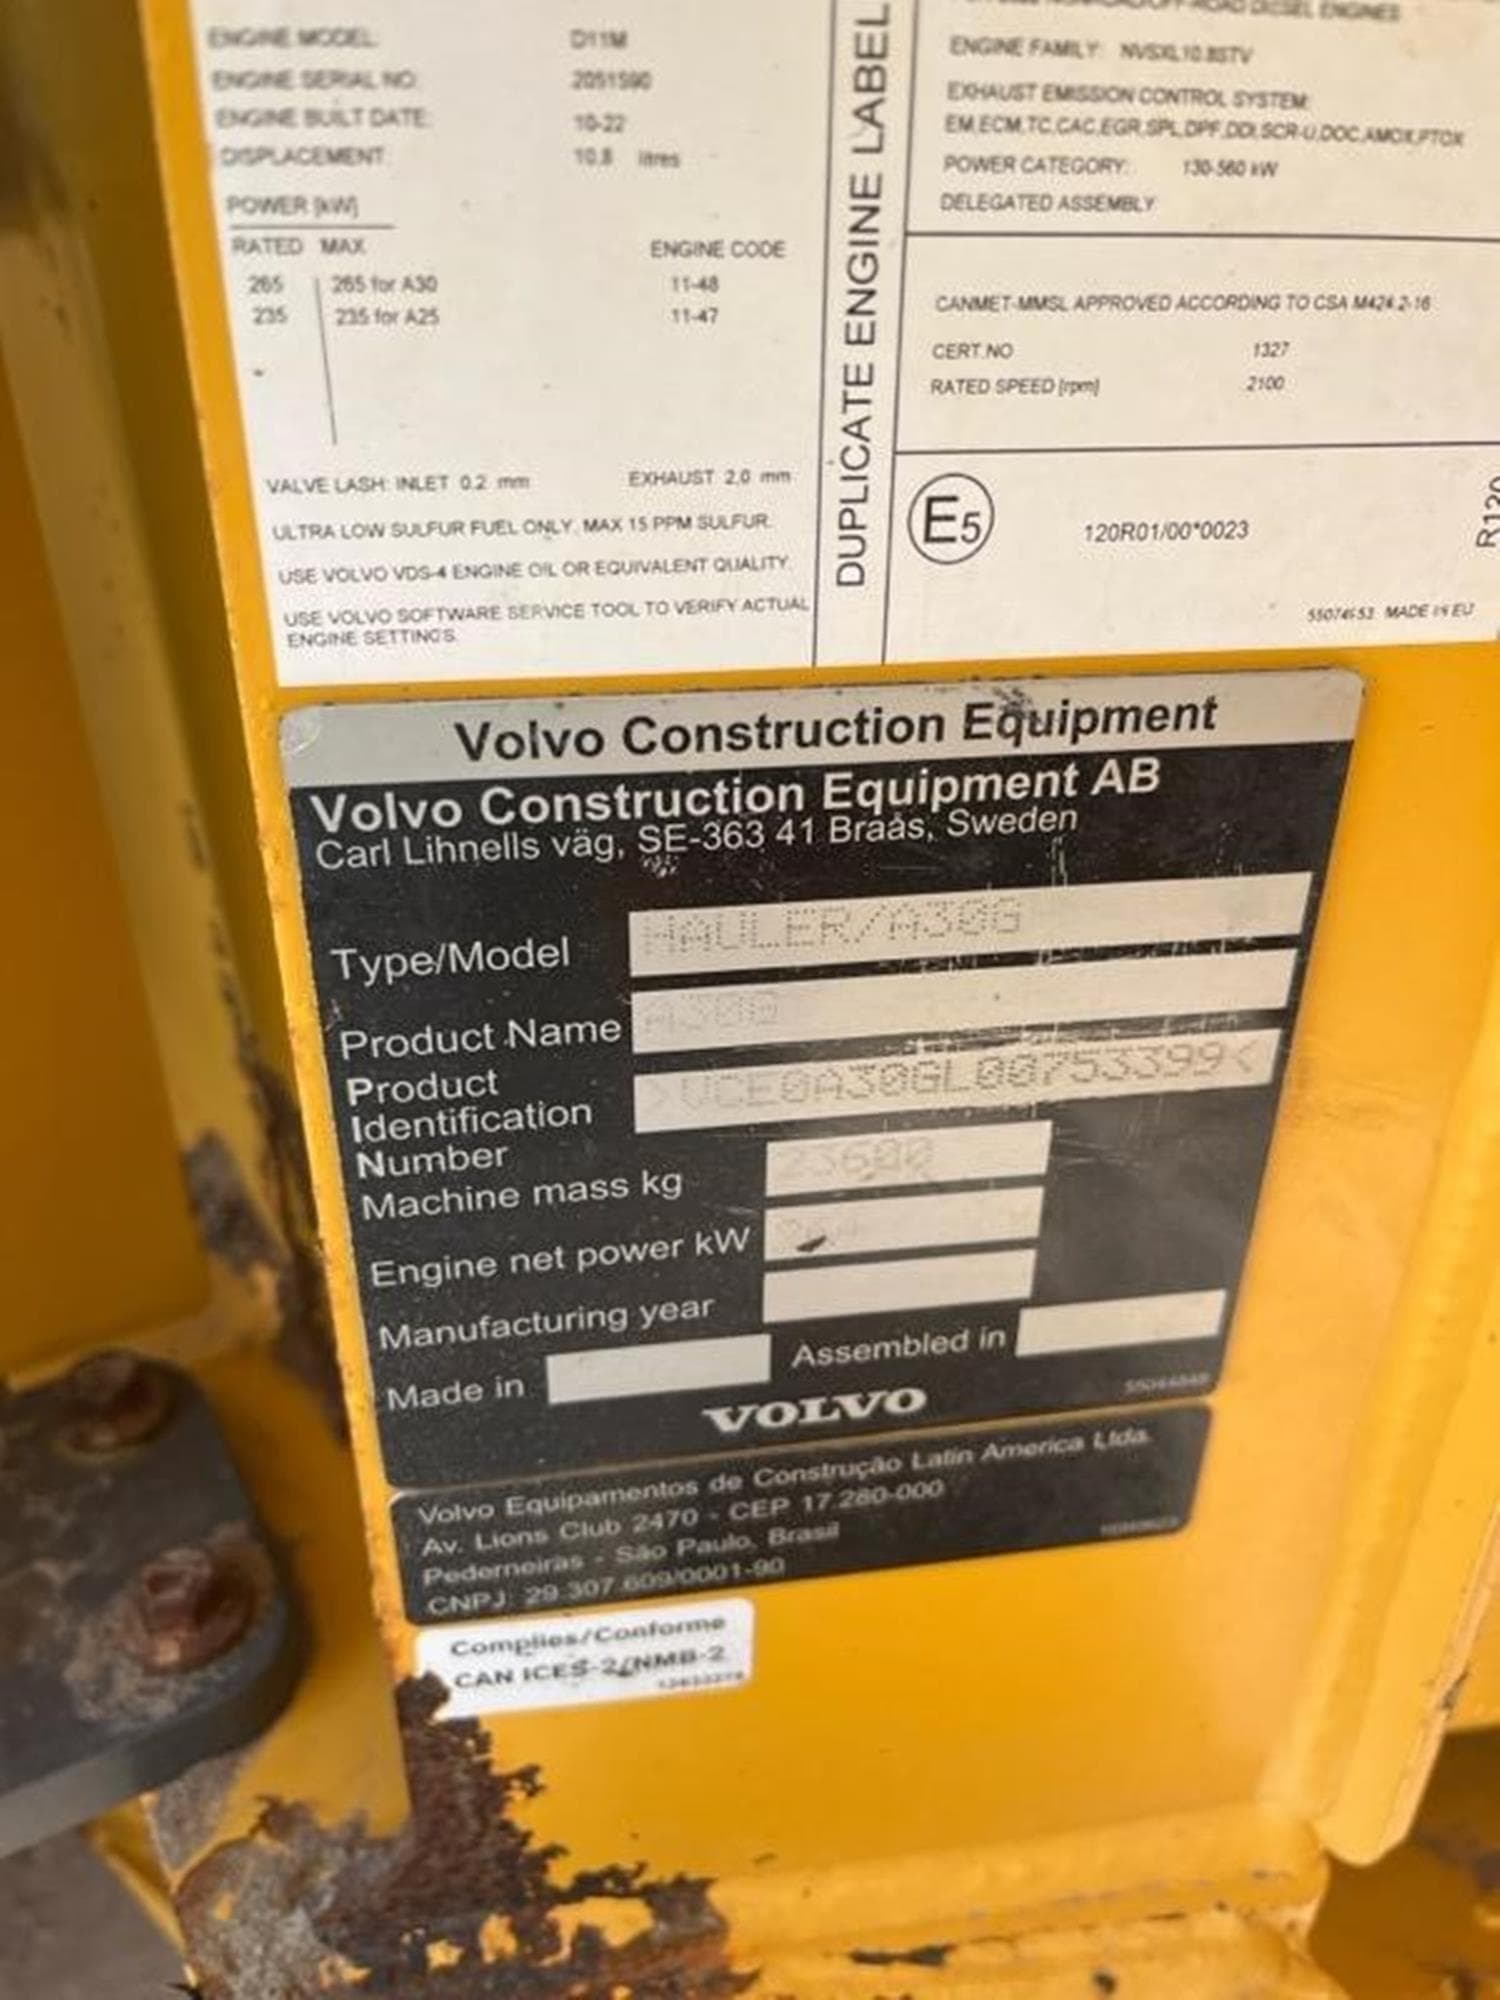 ENGINE MODEL: D11M
ENGINE SERIAL NO: 2051590
ENGINE BUILT DATE: 10-22
DISPLACEMENT: 10.8 litres
POWER [kW]
RATED MAX ENGINE CODE
265 265 for A30 11-48
235 235 for A25 11-47
VALVE LASH: INLET 0.2 mm EXHAUST 2.0 mm
ULTRA LOW SULFUR FUEL ONLY. MAX 15 PPM SULFUR.
USE VOLVO VDS-4 ENGINE OIL OR EQUIVALENT QUALITY.
USE VOLVO SOFTWARE SERVICE TOOL TO VERIFY ACTUAL
ENGINE SETTINGS.
DUPLICATE ENGINE LABEL
DIESEL ENGINES
ENGINE FAMILY: NVSXL10.8STV
EXHAUST EMISSION CONTROL SYSTEM:
EM,ECM,TC,CAC,EGR,SPL,DPF,DDI,SCR-U,DOC,AMOX,PTOX
POWER CATEGORY: 130-560 kW
DELEGATED ASSEMBLY
CANMET-MMSL APPROVED ACCORDING TO CSA M424.2-16
CERT.NO 1327
RATED SPEED [rpm] 2100
E5 120R01/00*0023
R120
MADE IN EU
Volvo Construction Equipment
Volvo Construction Equipment AB
Carl Lihnells väg, SE-363 41 Braås, Sweden
Type/Model HAULER/A30G
Product Name A30G
Product
Identification
Number >VCE0A30GL00753399<
Machine mass kg 23600
Engine net power kW
Manufacturing year
Made in Assembled in
VOLVO
Volvo Equipamentos de Construção Latin America Ltda.
Av. Lions Club 2470 - CEP 17.280-000
Pederneiras - São Paulo, Brasil
CNPJ: 29.307.609/0001-90
Complies/Conforme
CAN ICES-2/NMB-2